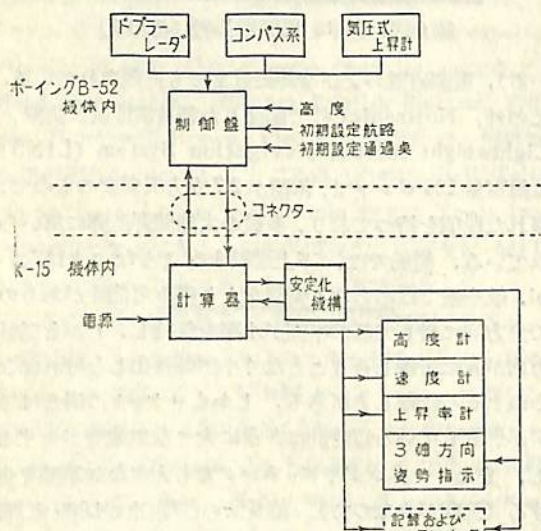 ドップラー
レーダ
コンパス系
気圧式
上昇計
ボーイングB-52
級体内
制御盤
高度
初期設定航路
初期設定通過点
コネクター
X-15 機体内
計算器
安定化
機構
電源
高度計
速度計
上昇率計
3軸方向
姿勢指示
記録および